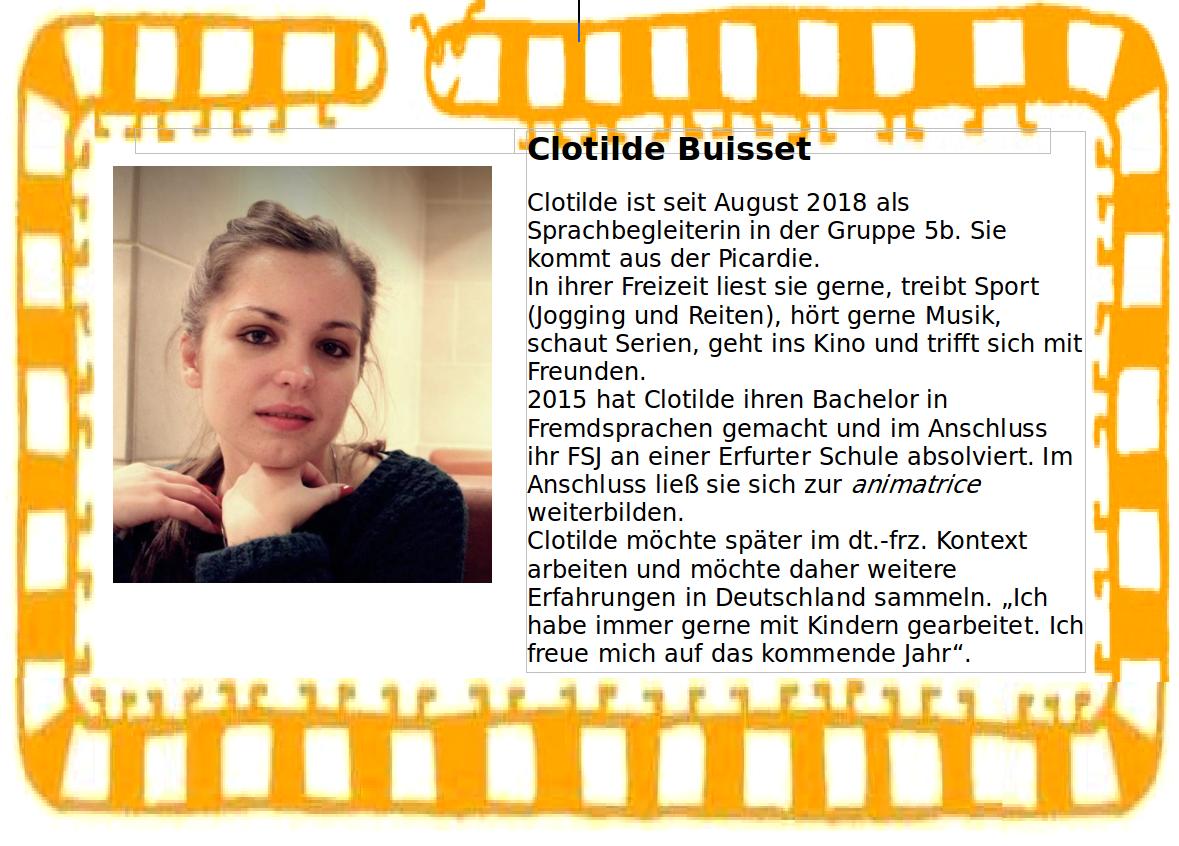 Clotilde Buisset
Clotilde ist seit August 2018 als
Sprachbegleiterin in der Gruppe 5b. Sie
kommt aus der Picardie.
In ihrer Freizeit liest sie gerne, treibt Sport
(Jogging und Reiten), hört gerne Musik,
schaut Serien, geht ins Kino und trifft sich mit
Freunden.
2015 hat Clotilde ihren Bachelor in
Fremdsprachen gemacht und im Anschluss
ihr FSJ an einer Erfurter Schule absolviert. Im
Anschluss ließ sie sich zur animatrice
weiterbilden.
Clotilde möchte später im dt.-frz. Kontext
arbeiten und möchte daher weitere
Erfahrungen in Deutschland sammeln. „Ich
habe immer gerne mit Kindern gearbeitet. Ich
freue mich auf das kommende Jahr“.